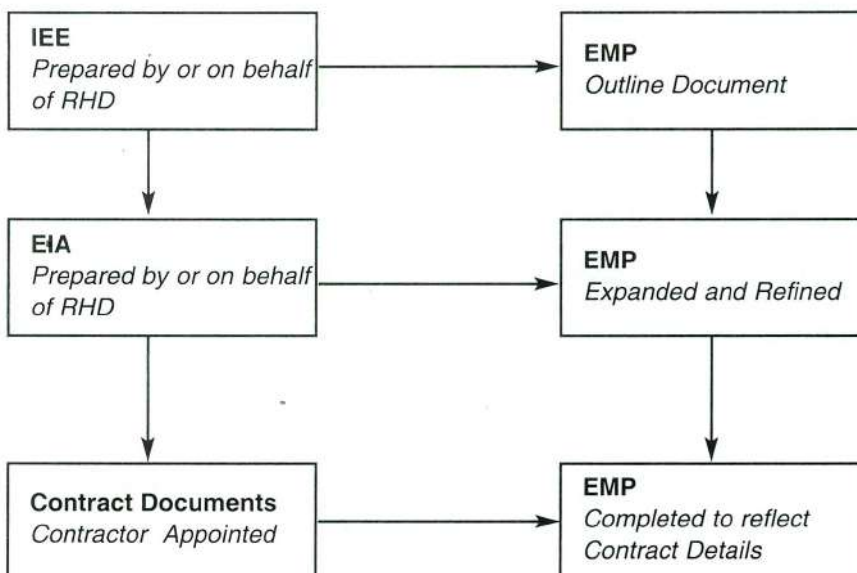 IEE
Prepared by or on behalf
of RHD
EMP
Outline Document
EIA
Prepared by or on behalf
of RHD
EMP
Expanded and Refined
Contract Documents
Contractor Appointed
EMP
Completed to reflect
Contract Details